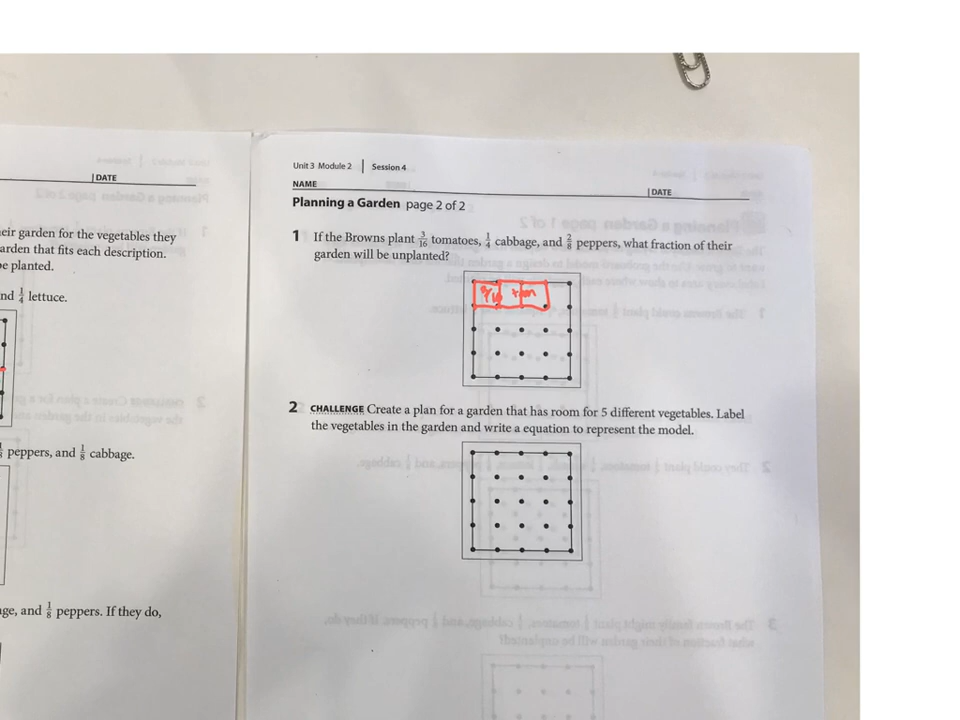 | DATE
eir garden for the vegetables they
arden that fits each description.
e planted.
nd 1/4 lettuce.
peppers, and 1/8 cabbage.
ge, and 1/8 peppers. If they do,
Unit 3 Module 2 | Session 4
NAME
| DATE
Planning a Garden page 2 of 2
1 If the Browns plant 3/16 tomatoes, 1/4 cabbage, and 2/8 peppers, what fraction of their
garden will be unplanted?
3/16 tom
2 CHALLENGE Create a plan for a garden that has room for 5 different vegetables. Label
the vegetables in the garden and write a equation to represent the model.